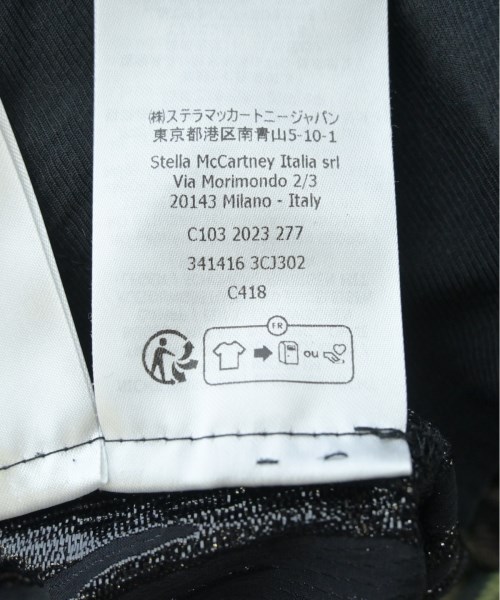 ㈱ステラマッカートニージャパン
東京都港区南青山5-10-1
Stella McCartney Italia srl
Via Morimondo 2/3
20143 Milano - Italy
C103 2023 277
341416 3CJ302
C418
FR
ou